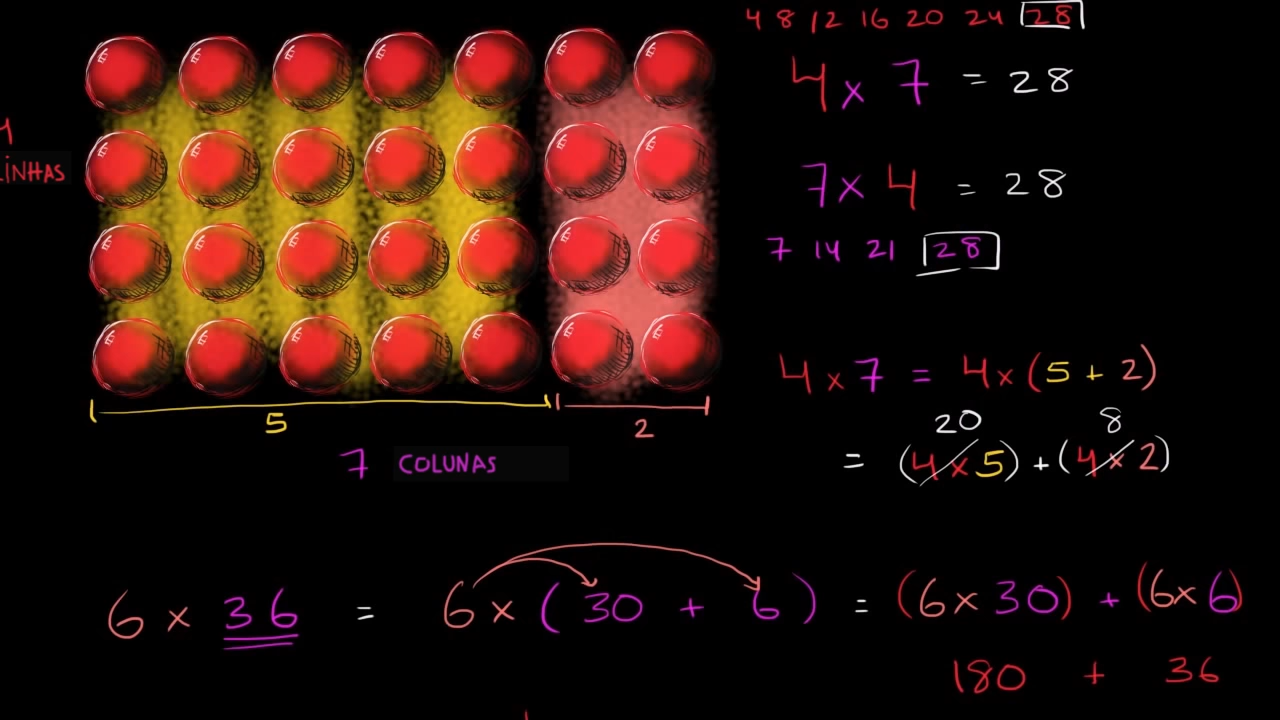 4 8 12 16 20 24 28
4 x 7 = 28
4
LINHAS
7 x 4 = 28
7 14 21 28
4 x 7 = 4 x (5 + 2)
20 8
= (4 x 5) + (4 x 2)
5 2
7 COLUNAS
6 x 36 = 6 x (30 + 6) = (6 x 30) + (6 x 6)
180 + 36